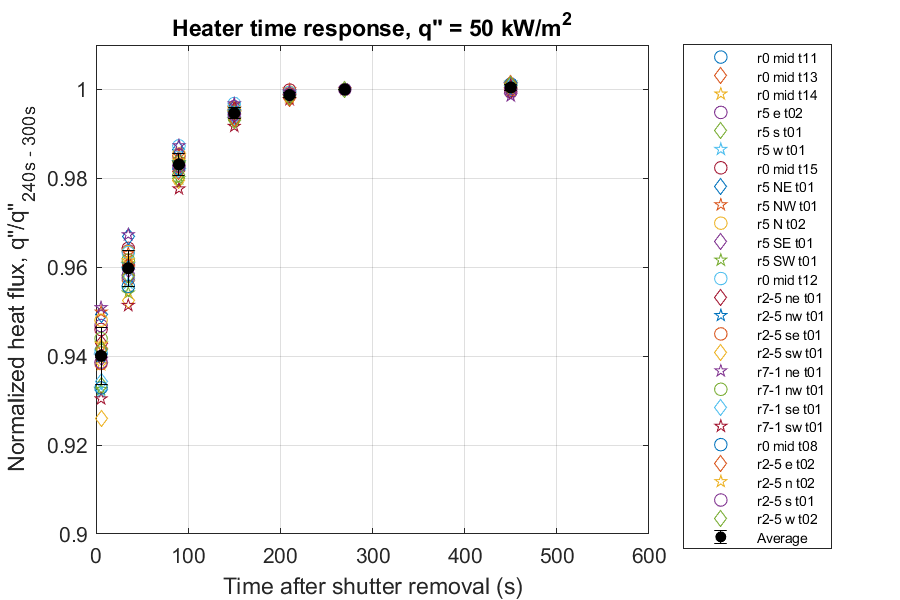 Heater time response, q" = 50 kW/m2
Normalized heat flux, q"/q"240s - 300s
1
0.98
0.96
0.94
0.92
0.9
0 100 200 300 400 500 600
Time after shutter removal (s)
r0 mid t11
r0 mid t13
r0 mid t14
r5 e t02
r5 s t01
r5 w t01
r0 mid t15
r5 NE t01
r5 NW t01
r5 N t02
r5 SE t01
r5 SW t01
r0 mid t12
r2-5 ne t01
r2-5 nw t01
r2-5 se t01
r2-5 sw t01
r7-1 ne t01
r7-1 nw t01
r7-1 se t01
r7-1 sw t01
r0 mid t08
r2-5 e t02
r2-5 n t02
r2-5 s t01
r2-5 w t02
Average